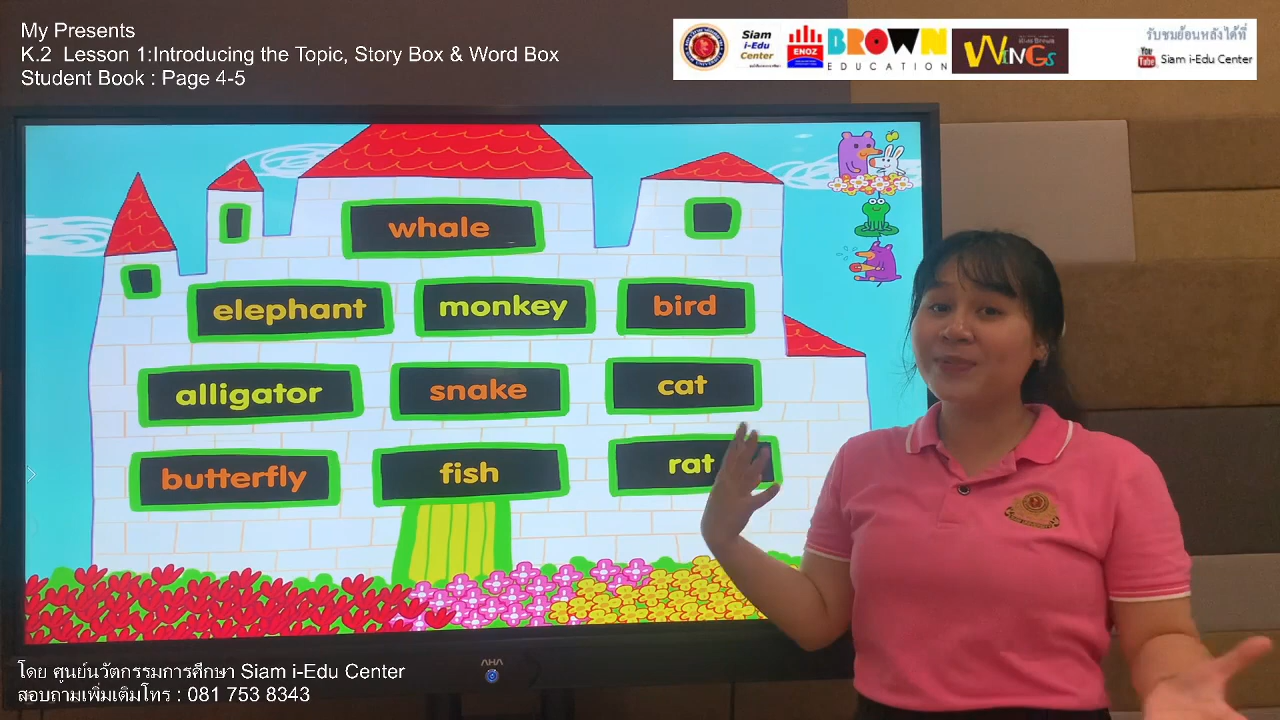 My Presents
K.2 Lesson 1:Introducing the Topic, Story Box & Word Box
Student Book : Page 4-5
Siam
i-Edu
Center
ENOZ
BROWN
EDUCATION
WiNGS
รับชมย้อนหลังได้ที่
You
Tube
Siam i-Edu Center
whale
elephant monkey bird
alligator snake cat
butterfly fish rat
AHA
โดย ศูนย์นวัตกรรมการศึกษา Siam i-Edu Center
สอบถามเพิ่มเติมโทร : 081 753 8343